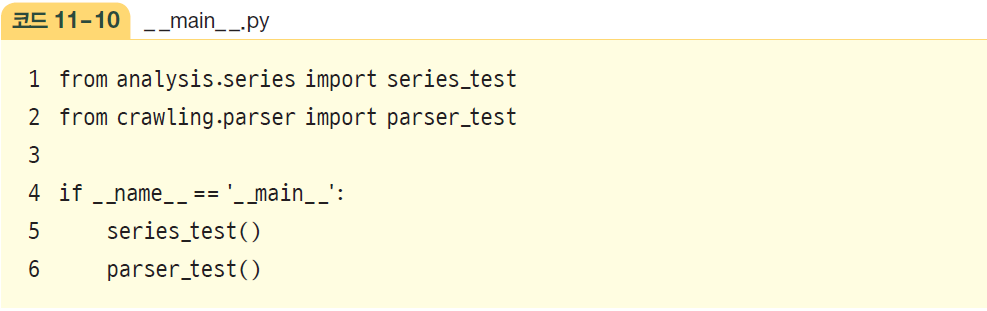 코드 11-10 __main__.py
1 from analysis.series import series_test
2 from crawling.parser import parser_test
3
4 if __name__ == '__main__':
5     series_test()
6     parser_test()